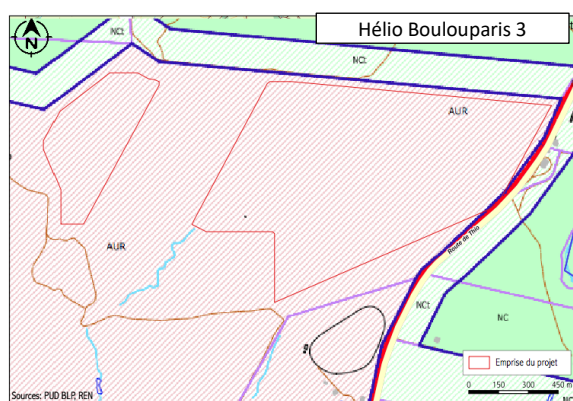 Hélio Boulouparis 3
N
NCt
NCt
AUR
AUR
Route de Thio
NCt
NC
Emprise du projet
Sources: PUD BLP, REN
0 150 300 450 m